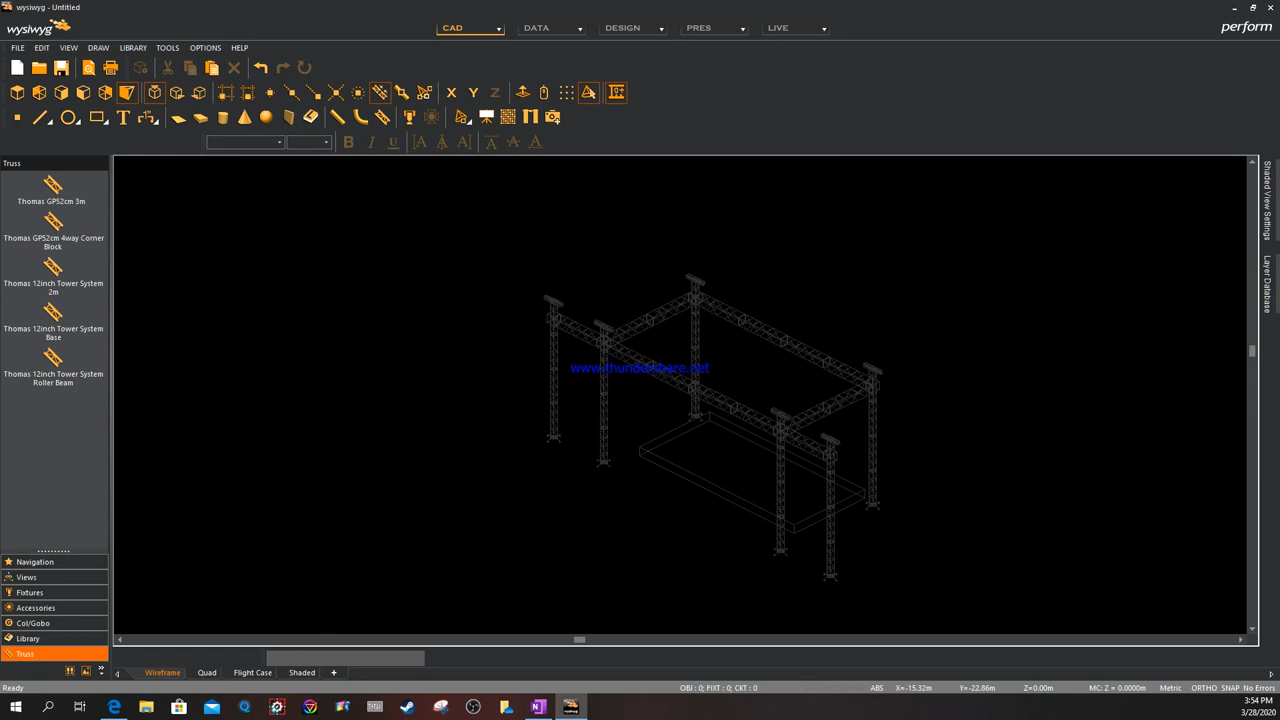 wysiwyg - Untitled
wysiwyg
CAD DATA DESIGN PRES LIVE
perform
FILE EDIT VIEW DRAW LIBRARY TOOLS OPTIONS HELP
X Y Z
T
B I U A A A A A A
Truss
Thomas GP52cm 3m
Thomas GP52cm 4way Corner
Block
Thomas 12inch Tower System
2m
Thomas 12inch Tower System
Base
Thomas 12inch Tower System
Roller Beam
Shaded View Settings
Layer Database
www.thundershare.net
Navigation
Views
Fixtures
Accessories
Col/Gobo
Library
Truss
Wireframe Quad Flight Case Shaded +
Ready OBJ : 0; FIXT : 0; CKT : 0 ABS X=-15.32m Y=-22.86m Z=0.00m MC: Z = 0.0000m Metric ORTHO SNAP No Errors
3:54 PM
3/28/2020